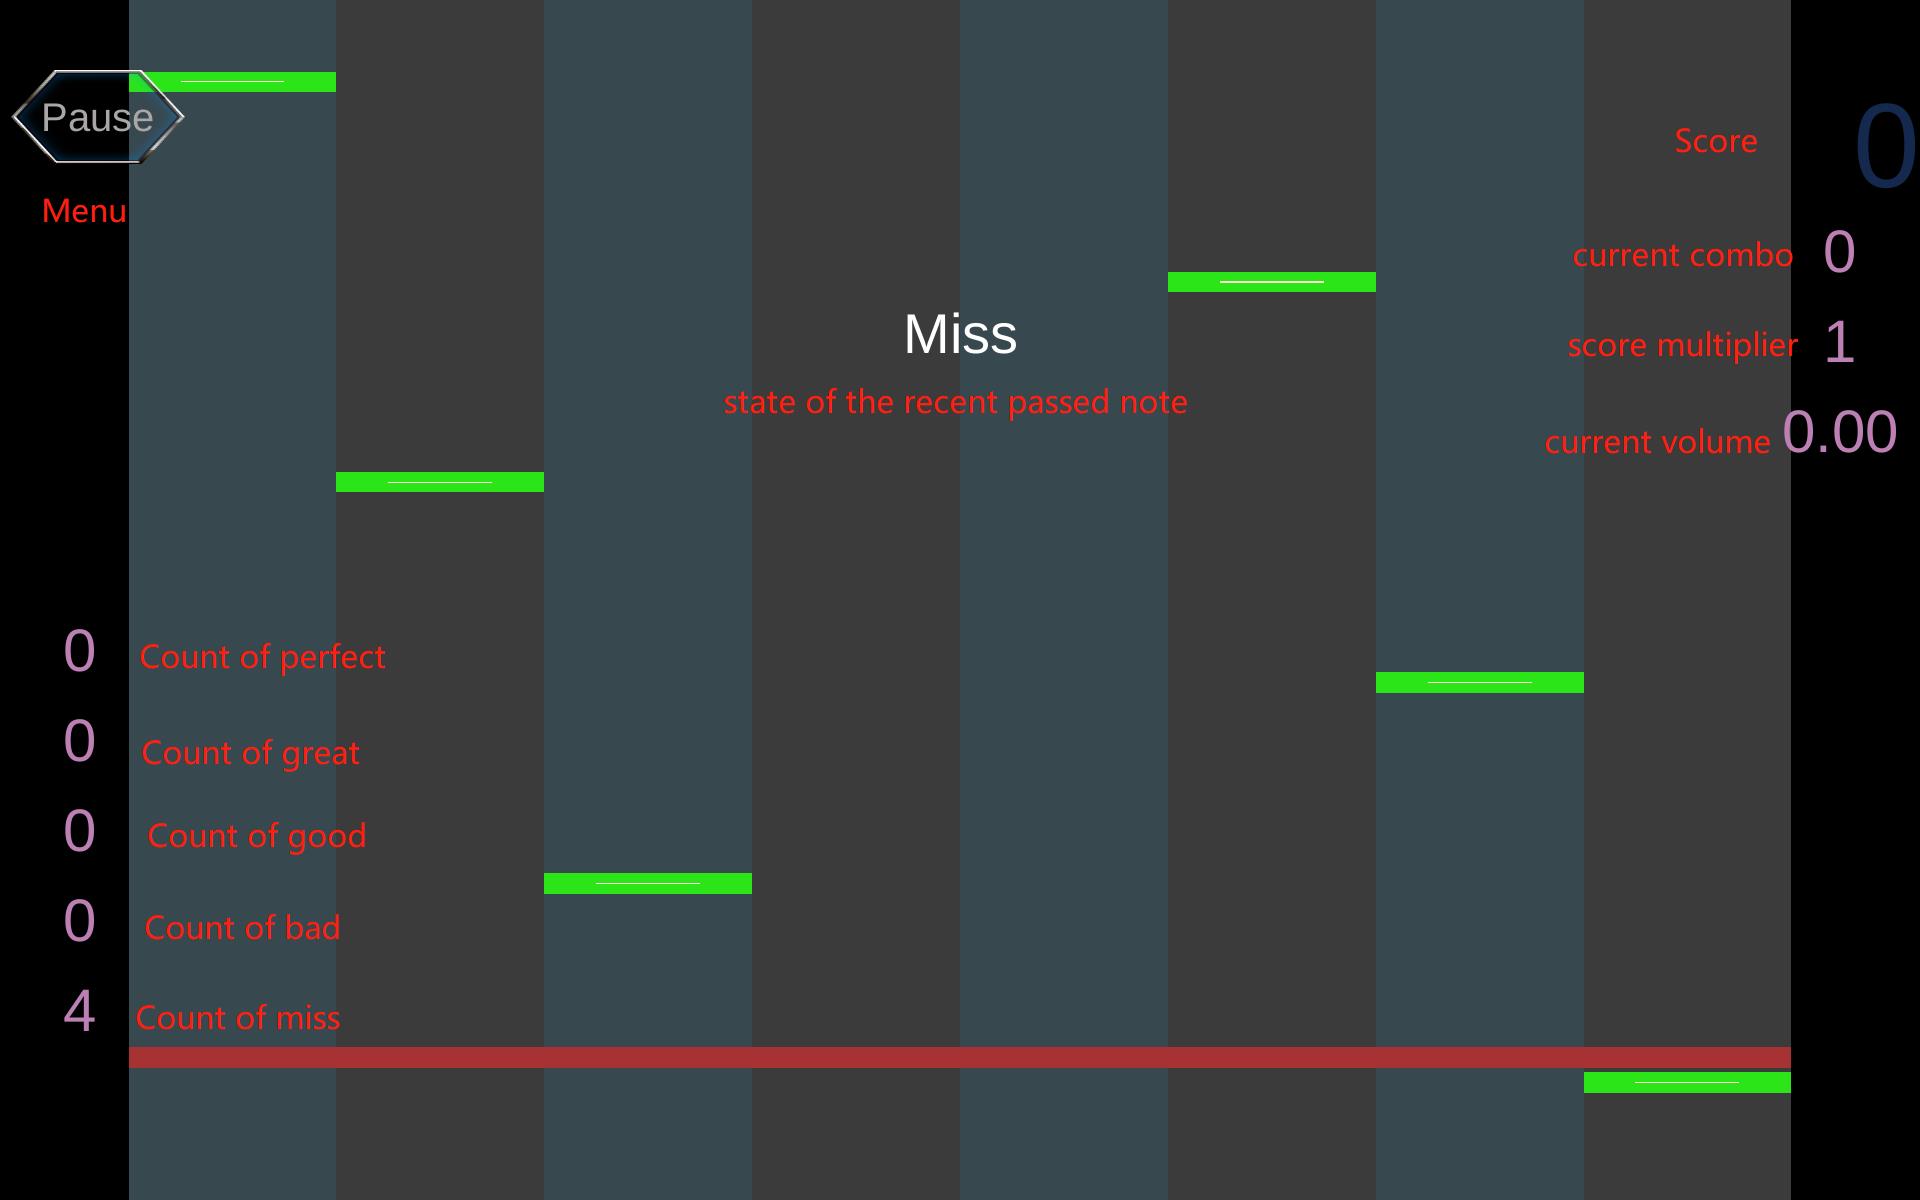 Pause
Menu
Score 0
current combo 0
Miss
score multiplier 1
state of the recent passed note
current volume 0.00
0 Count of perfect
0 Count of great
0 Count of good
0 Count of bad
4 Count of miss